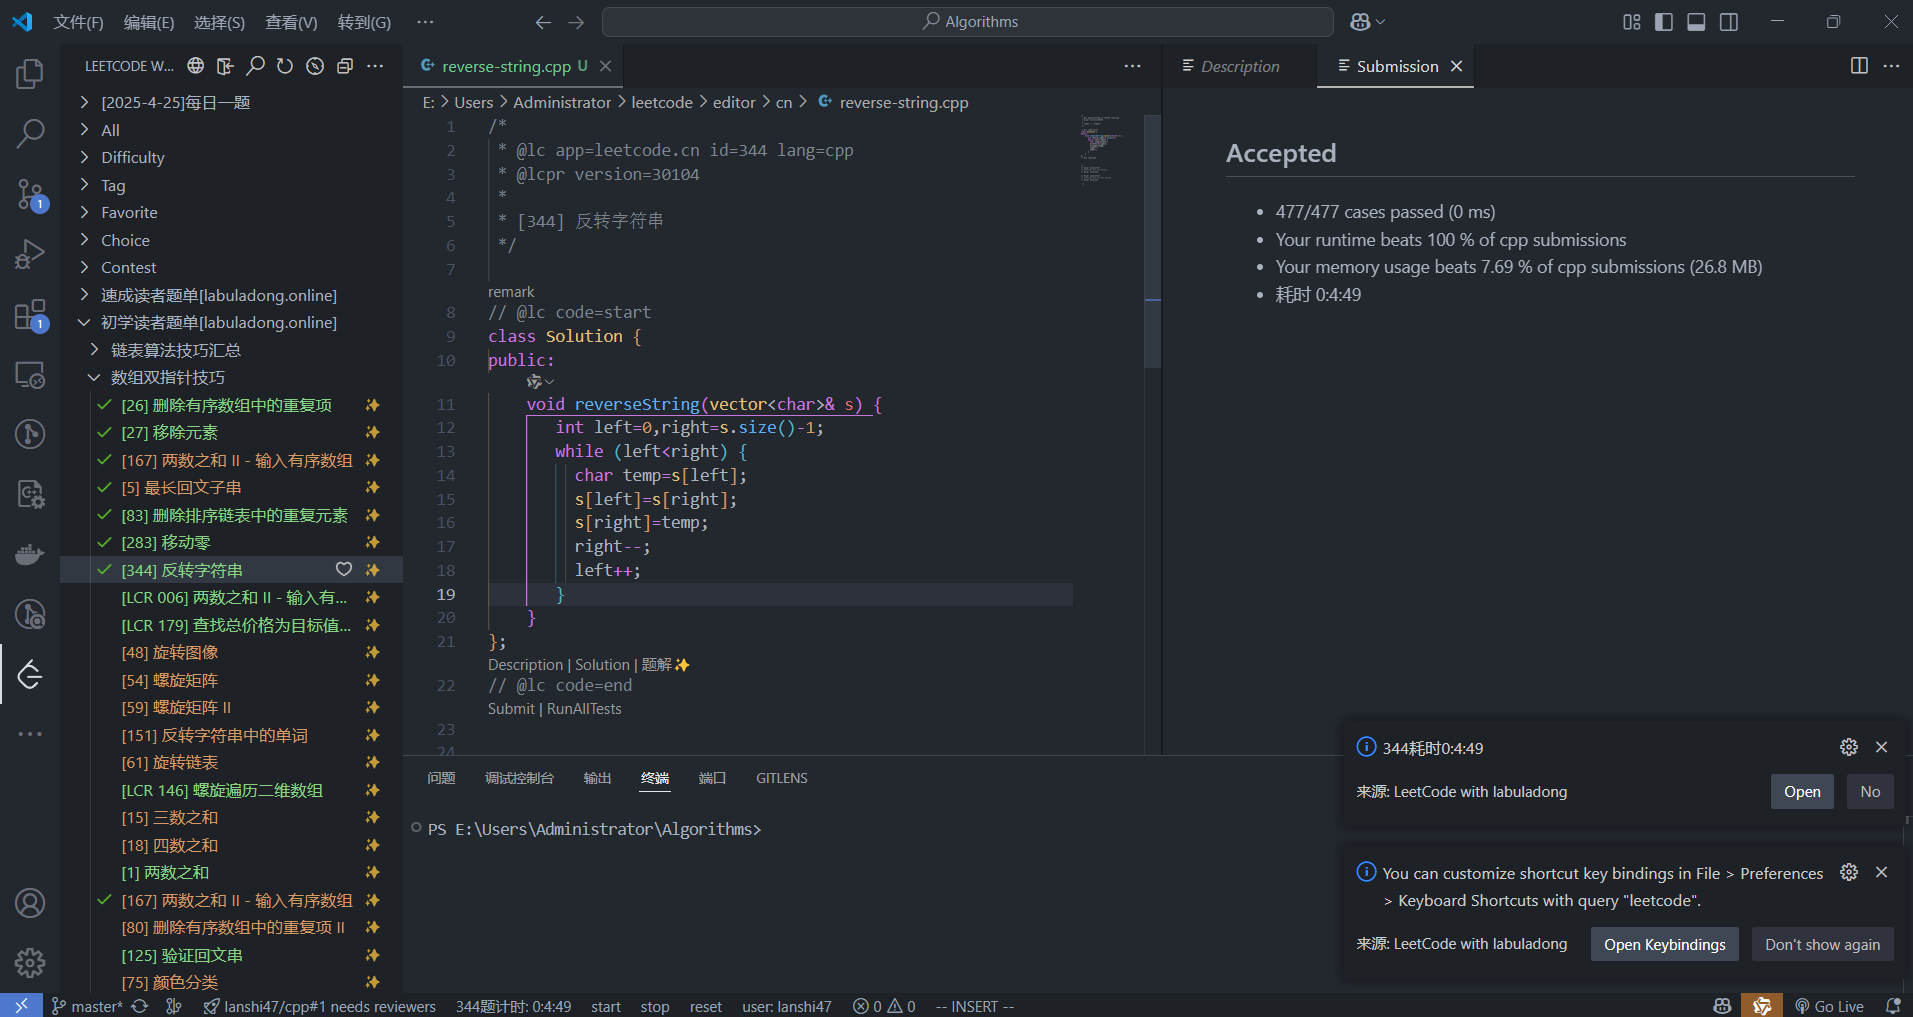 文件(F) 编辑(E) 选择(S) 查看(V) 转到(G) ··· Algorithms
LEETCODE W... ···
[2025-4-25]每日一题
All
Difficulty
Tag
Favorite
Choice
Contest
速成读者题单[labuladong.online]
初学读者题单[labuladong.online]
链表算法技巧汇总
数组双指针技巧
[26] 删除有序数组中的重复项
[27] 移除元素
[167] 两数之和 II - 输入有序数组
[5] 最长回文子串
[83] 删除排序链表中的重复元素
[283] 移动零
[344] 反转字符串
[LCR 006] 两数之和 II - 输入有...
[LCR 179] 查找总价格为目标值...
[48] 旋转图像
[54] 螺旋矩阵
[59] 螺旋矩阵 II
[151] 反转字符串中的单词
[61] 旋转链表
[LCR 146] 螺旋遍历二维数组
[15] 三数之和
[18] 四数之和
[1] 两数之和
[167] 两数之和 II - 输入有序数组
[80] 删除有序数组中的重复项 II
[125] 验证回文串
[75] 颜色分类
1
1
reverse-string.cpp U
E: > Users > Administrator > leetcode > editor > cn > reverse-string.cpp
1 /*
2 * @lc app=leetcode.cn id=344 lang=cpp
3 * @lcpr version=30104
4 *
5 * [344] 反转字符串
6 */
7
remark
8 // @lc code=start
9 class Solution {
10 public:
11 void reverseString(vector<char>& s) {
12 int left=0,right=s.size()-1;
13 while (left<right) {
14 char temp=s[left];
15 s[left]=s[right];
16 s[right]=temp;
17 right--;
18 left++;
19 }
20 }
21 };
Description | Solution | 题解✨
22 // @lc code=end
Submit | RunAllTests
23
24
问题 调试控制台 输出 终端 端口 GITLENS
PS E:\Users\Administrator\Algorithms>
Description Submission
Accepted
• 477/477 cases passed (0 ms)
• Your runtime beats 100 % of cpp submissions
• Your memory usage beats 7.69 % of cpp submissions (26.8 MB)
• 耗时 0:4:49
344耗时0:4:49
来源: LeetCode with labuladong Open No
You can customize shortcut key bindings in File > Preferences
> Keyboard Shortcuts with query "leetcode".
来源: LeetCode with labuladong Open Keybindings Don't show again
master* lanshi47/cpp#1 needs reviewers 344题计时: 0:4:49 start stop reset user: lanshi47 0 0 -- INSERT -- Go Live